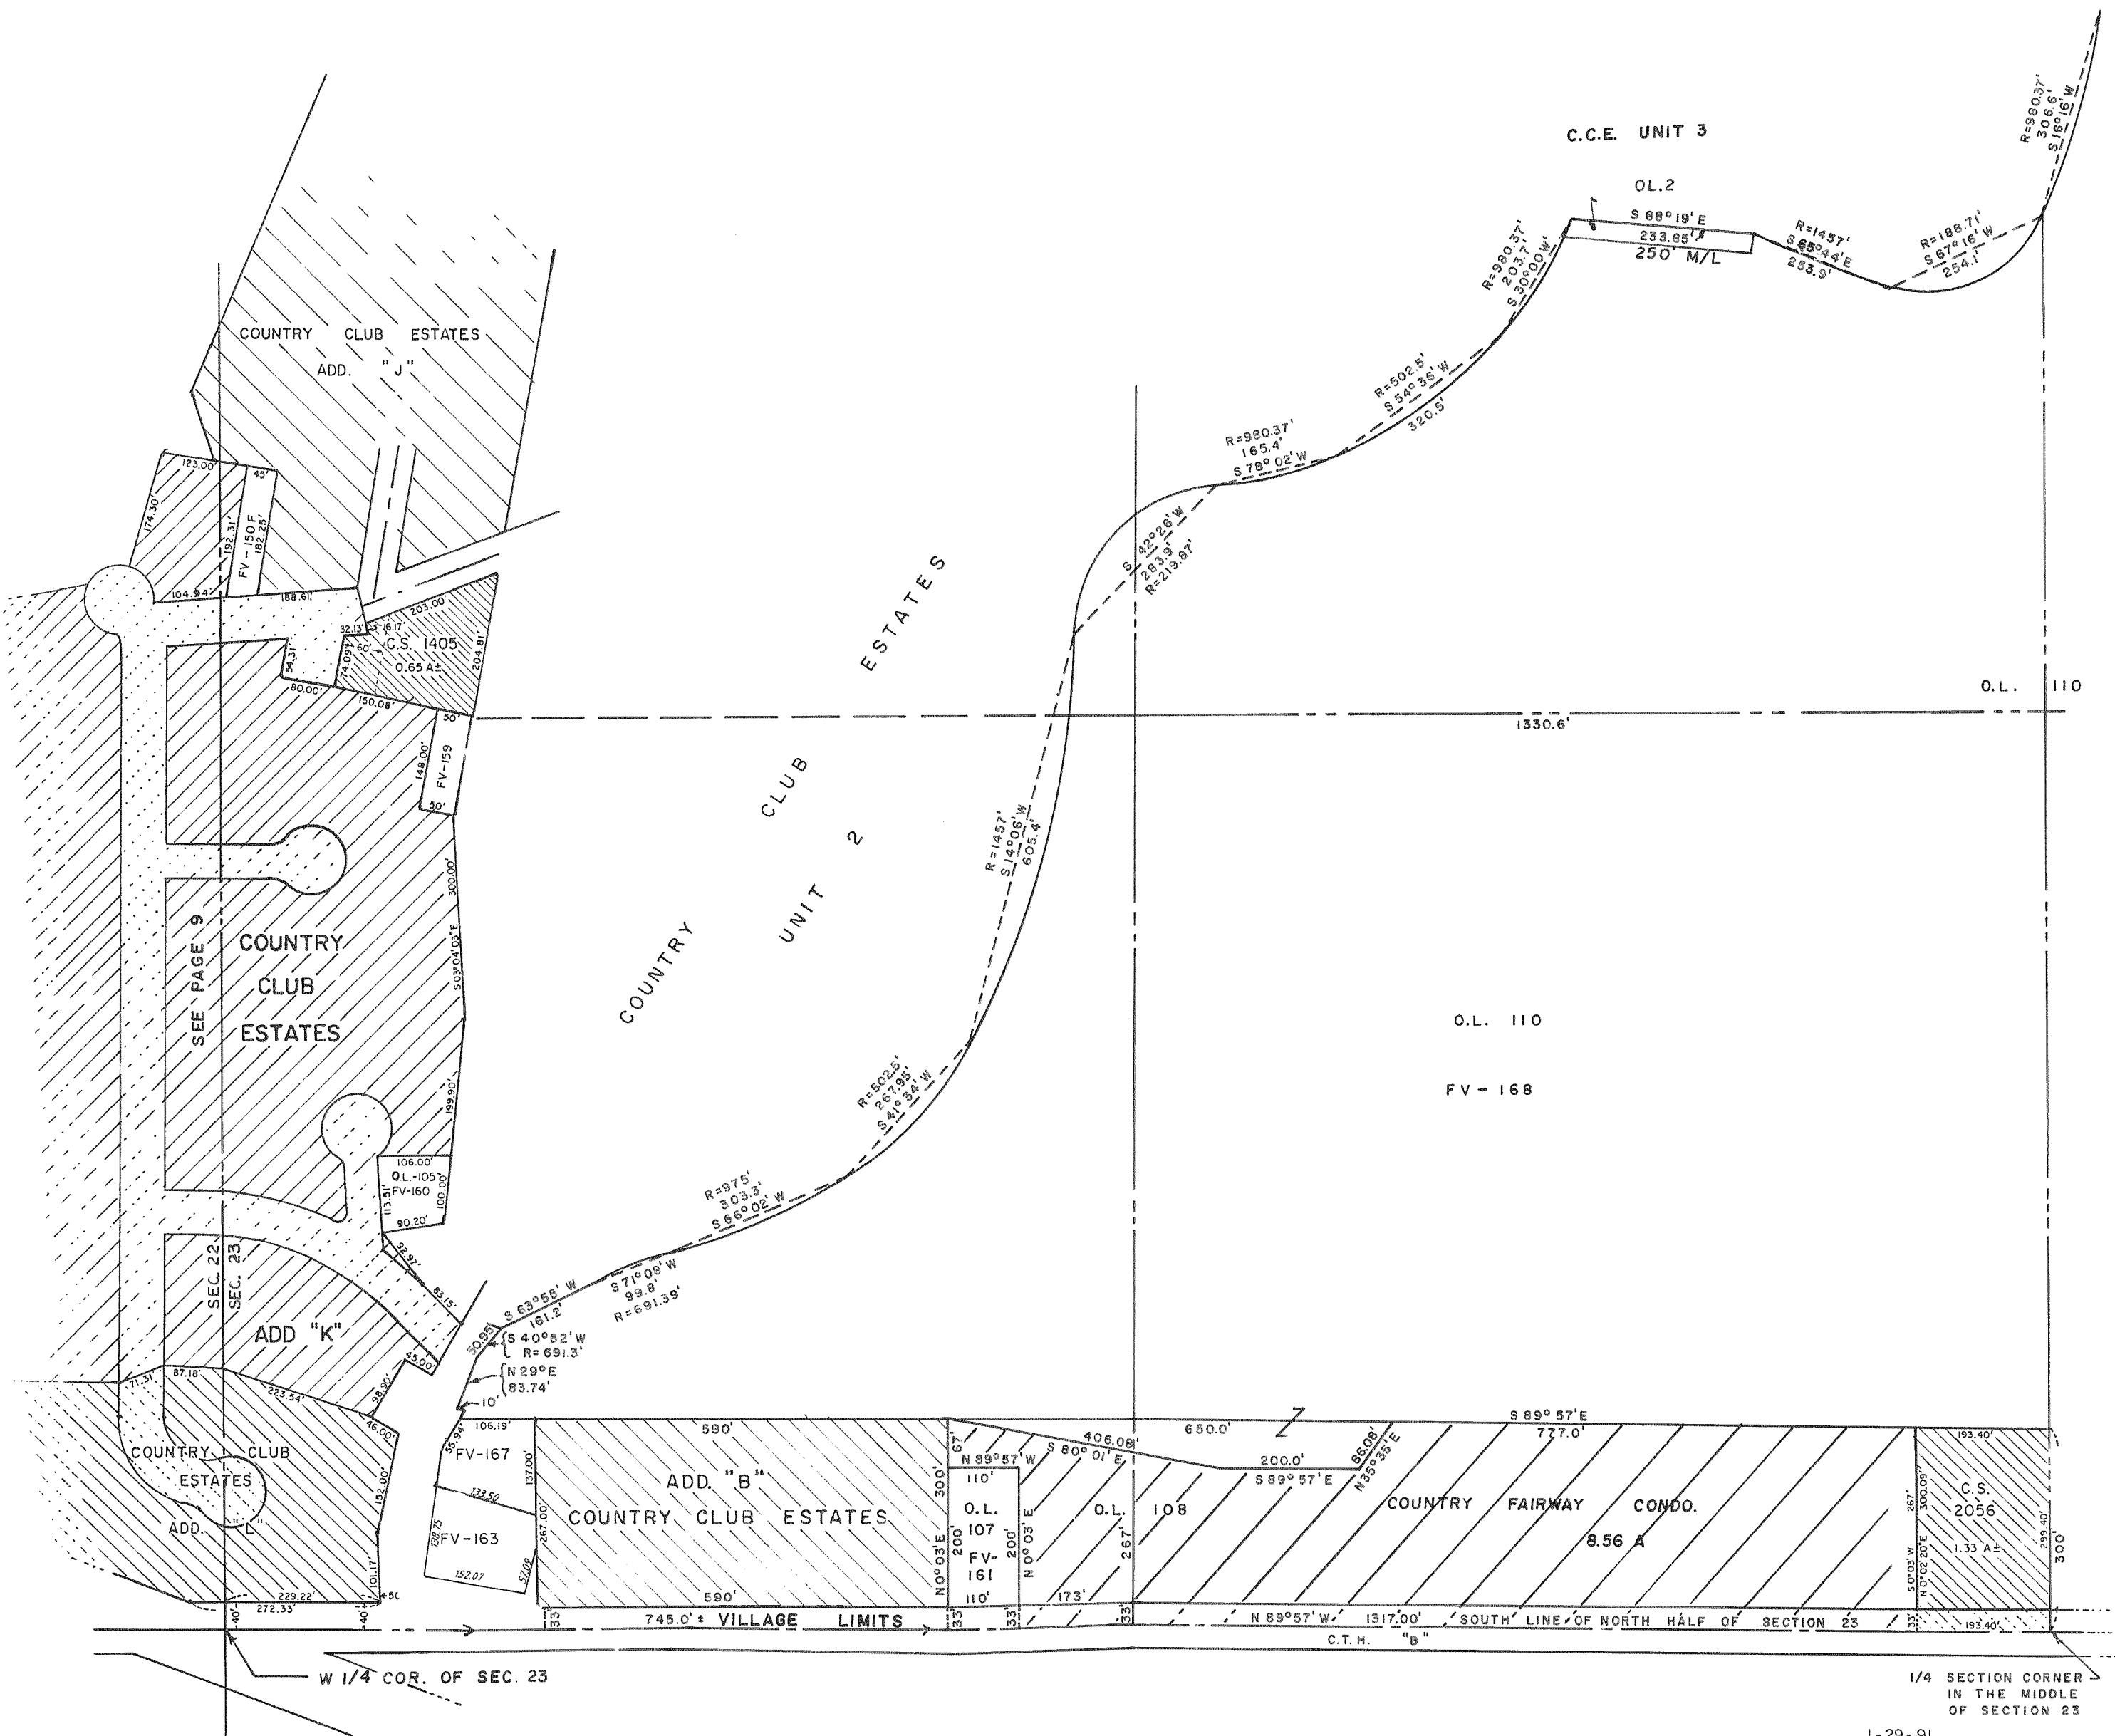 C.C.E. UNIT 3
OL.2
S 88° 19' E
233.85'
250' M/L
R=1457'
S 65° 44' E
253.9'
R=188.71'
S 67° 16' W
254.1'
R=980.37'
306.6'
S 16° 16' W
R=980.37'
203.7'
S 30° 00' W
R=502.5'
S 54° 36' W
320.5'
R=980.37'
165.4'
S 78° 02' W
S 42° 26' W
283.9'
R=219.87'
COUNTRY CLUB ESTATES
ADD. "J"
123.00'
45'
174.30'
192.31'
FV - 150 F
182.25'
104.94'
188.61'
203.00'
32.13'
16.17'
C.S. 1405
0.65 A±
60'
74.09'
54.31'
204.81'
80.00'
150.08'
50'
148.00'
FV-159
50'
1330.6'
O.L. 110
COUNTRY CLUB ESTATES
UNIT 2
R=1457'
S 14° 06' W
605.4'
300.00'
S 03° 04' 03" E
SEE PAGE 9
COUNTRY
CLUB
ESTATES
199.90'
O.L. 110
FV - 168
R=502.5'
267.95'
S 41° 34' W
R=975'
303.3'
S 66° 02' W
106.00'
O.L.-105
FV-160
113.51'
100.00'
90.20'
92.97'
83.15'
SEC. 22
SEC. 23
ADD "K"
45.00'
98.90'
S 71° 08' W
99.8'
R=691.39'
S 63° 55' W
161.2'
50.95'
S 40° 52' W
R= 691.3'
N 29° E
83.74'
10'
71.31'
87.18'
223.54'
46.00'
152.00'
101.17'
COUNTRY CLUB
ESTATES
ADD. "L"
229.22'
272.33'
40'
40'
106.19'
55.94'
FV-167
137.00'
133.50
138.75
FV-163
152.07
57.09
267.00'
590'
ADD. "B"
COUNTRY CLUB ESTATES
590'
67'
300'
N 0° 03' E
N 89° 57' W
110'
O.L.
107
FV-
161
200'
200'
N 0° 03' E
110'
406.08'
S 80° 01' E
650.0'
200.0'
S 89° 57' E
86.08'
N 35° 35' E
S 89° 57' E
777.0'
O.L. 108
267'
173'
COUNTRY FAIRWAY CONDO.
8.56 A
267'
300.09'
S 0° 03' W
N 0° 02' 20" E
193.40'
C.S.
2056
1.33 A±
299.40'
300'
193.40'
33'
745.0' ± VILLAGE LIMITS
33'
33'
33'
N 89° 57' W 1317.00' SOUTH LINE OF NORTH HALF OF SECTION 23
33'
C.T.H. "B"
W 1/4 COR. OF SEC. 23
1/4 SECTION CORNER
IN THE MIDDLE
OF SECTION 23
1-29-91